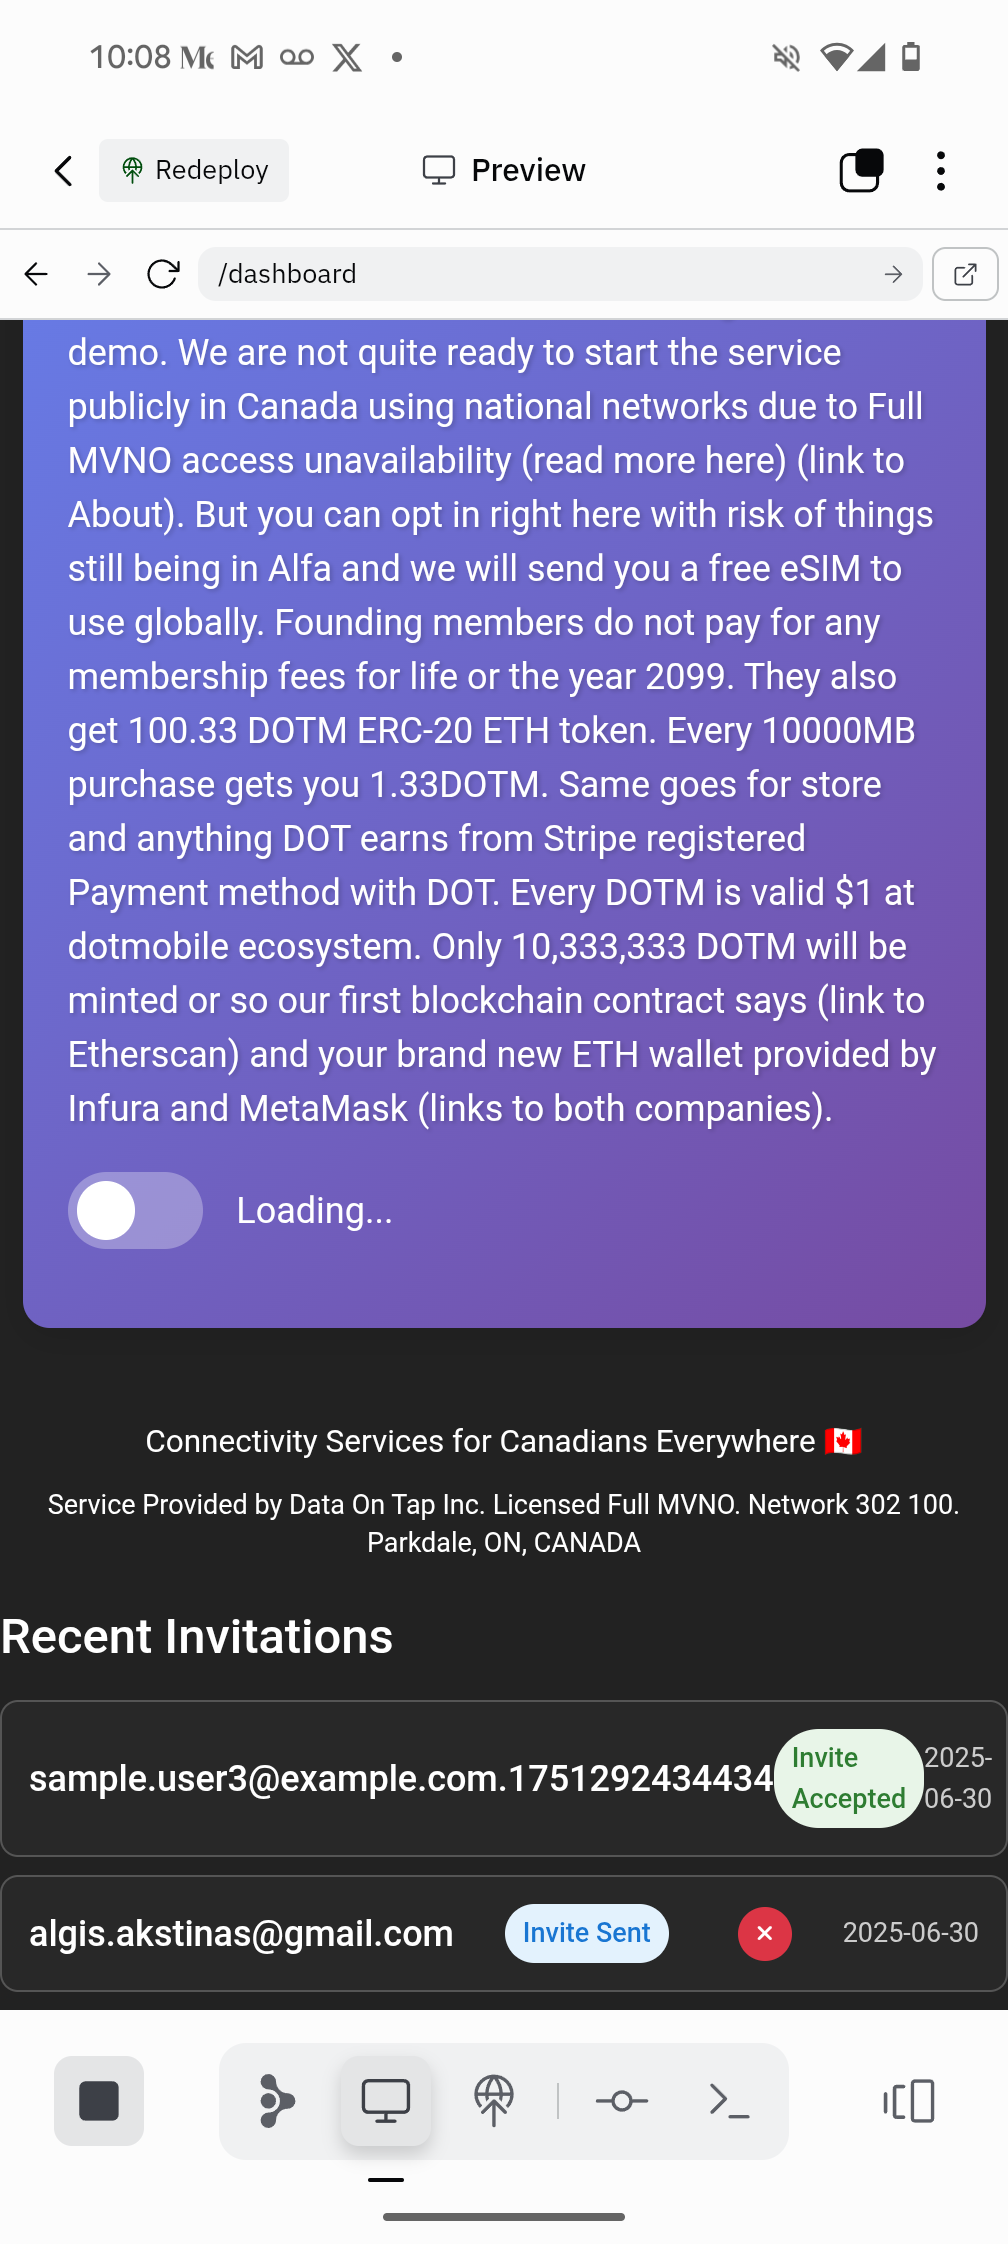 10:08
Redeploy
Preview
/dashboard
demo. We are not quite ready to start the service
publicly in Canada using national networks due to Full
MVNO access unavailability (read more here) (link to
About). But you can opt in right here with risk of things
still being in Alfa and we will send you a free eSIM to
use globally. Founding members do not pay for any
membership fees for life or the year 2099. They also
get 100.33 DOTM ERC-20 ETH token. Every 10000MB
purchase gets you 1.33DOTM. Same goes for store
and anything DOT earns from Stripe registered
Payment method with DOT. Every DOTM is valid $1 at
dotmobile ecosystem. Only 10,333,333 DOTM will be
minted or so our first blockchain contract says (link to
Etherscan) and your brand new ETH wallet provided by
Infura and MetaMask (links to both companies).
Loading...
Connectivity Services for Canadians Everywhere 🇨🇦
Service Provided by Data On Tap Inc. Licensed Full MVNO. Network 302 100.
Parkdale, ON, CANADA
Recent Invitations
sample.user3@example.com.1751292434434
Invite
Accepted
2025-
06-30
algis.akstinas@gmail.com
Invite Sent
2025-06-30